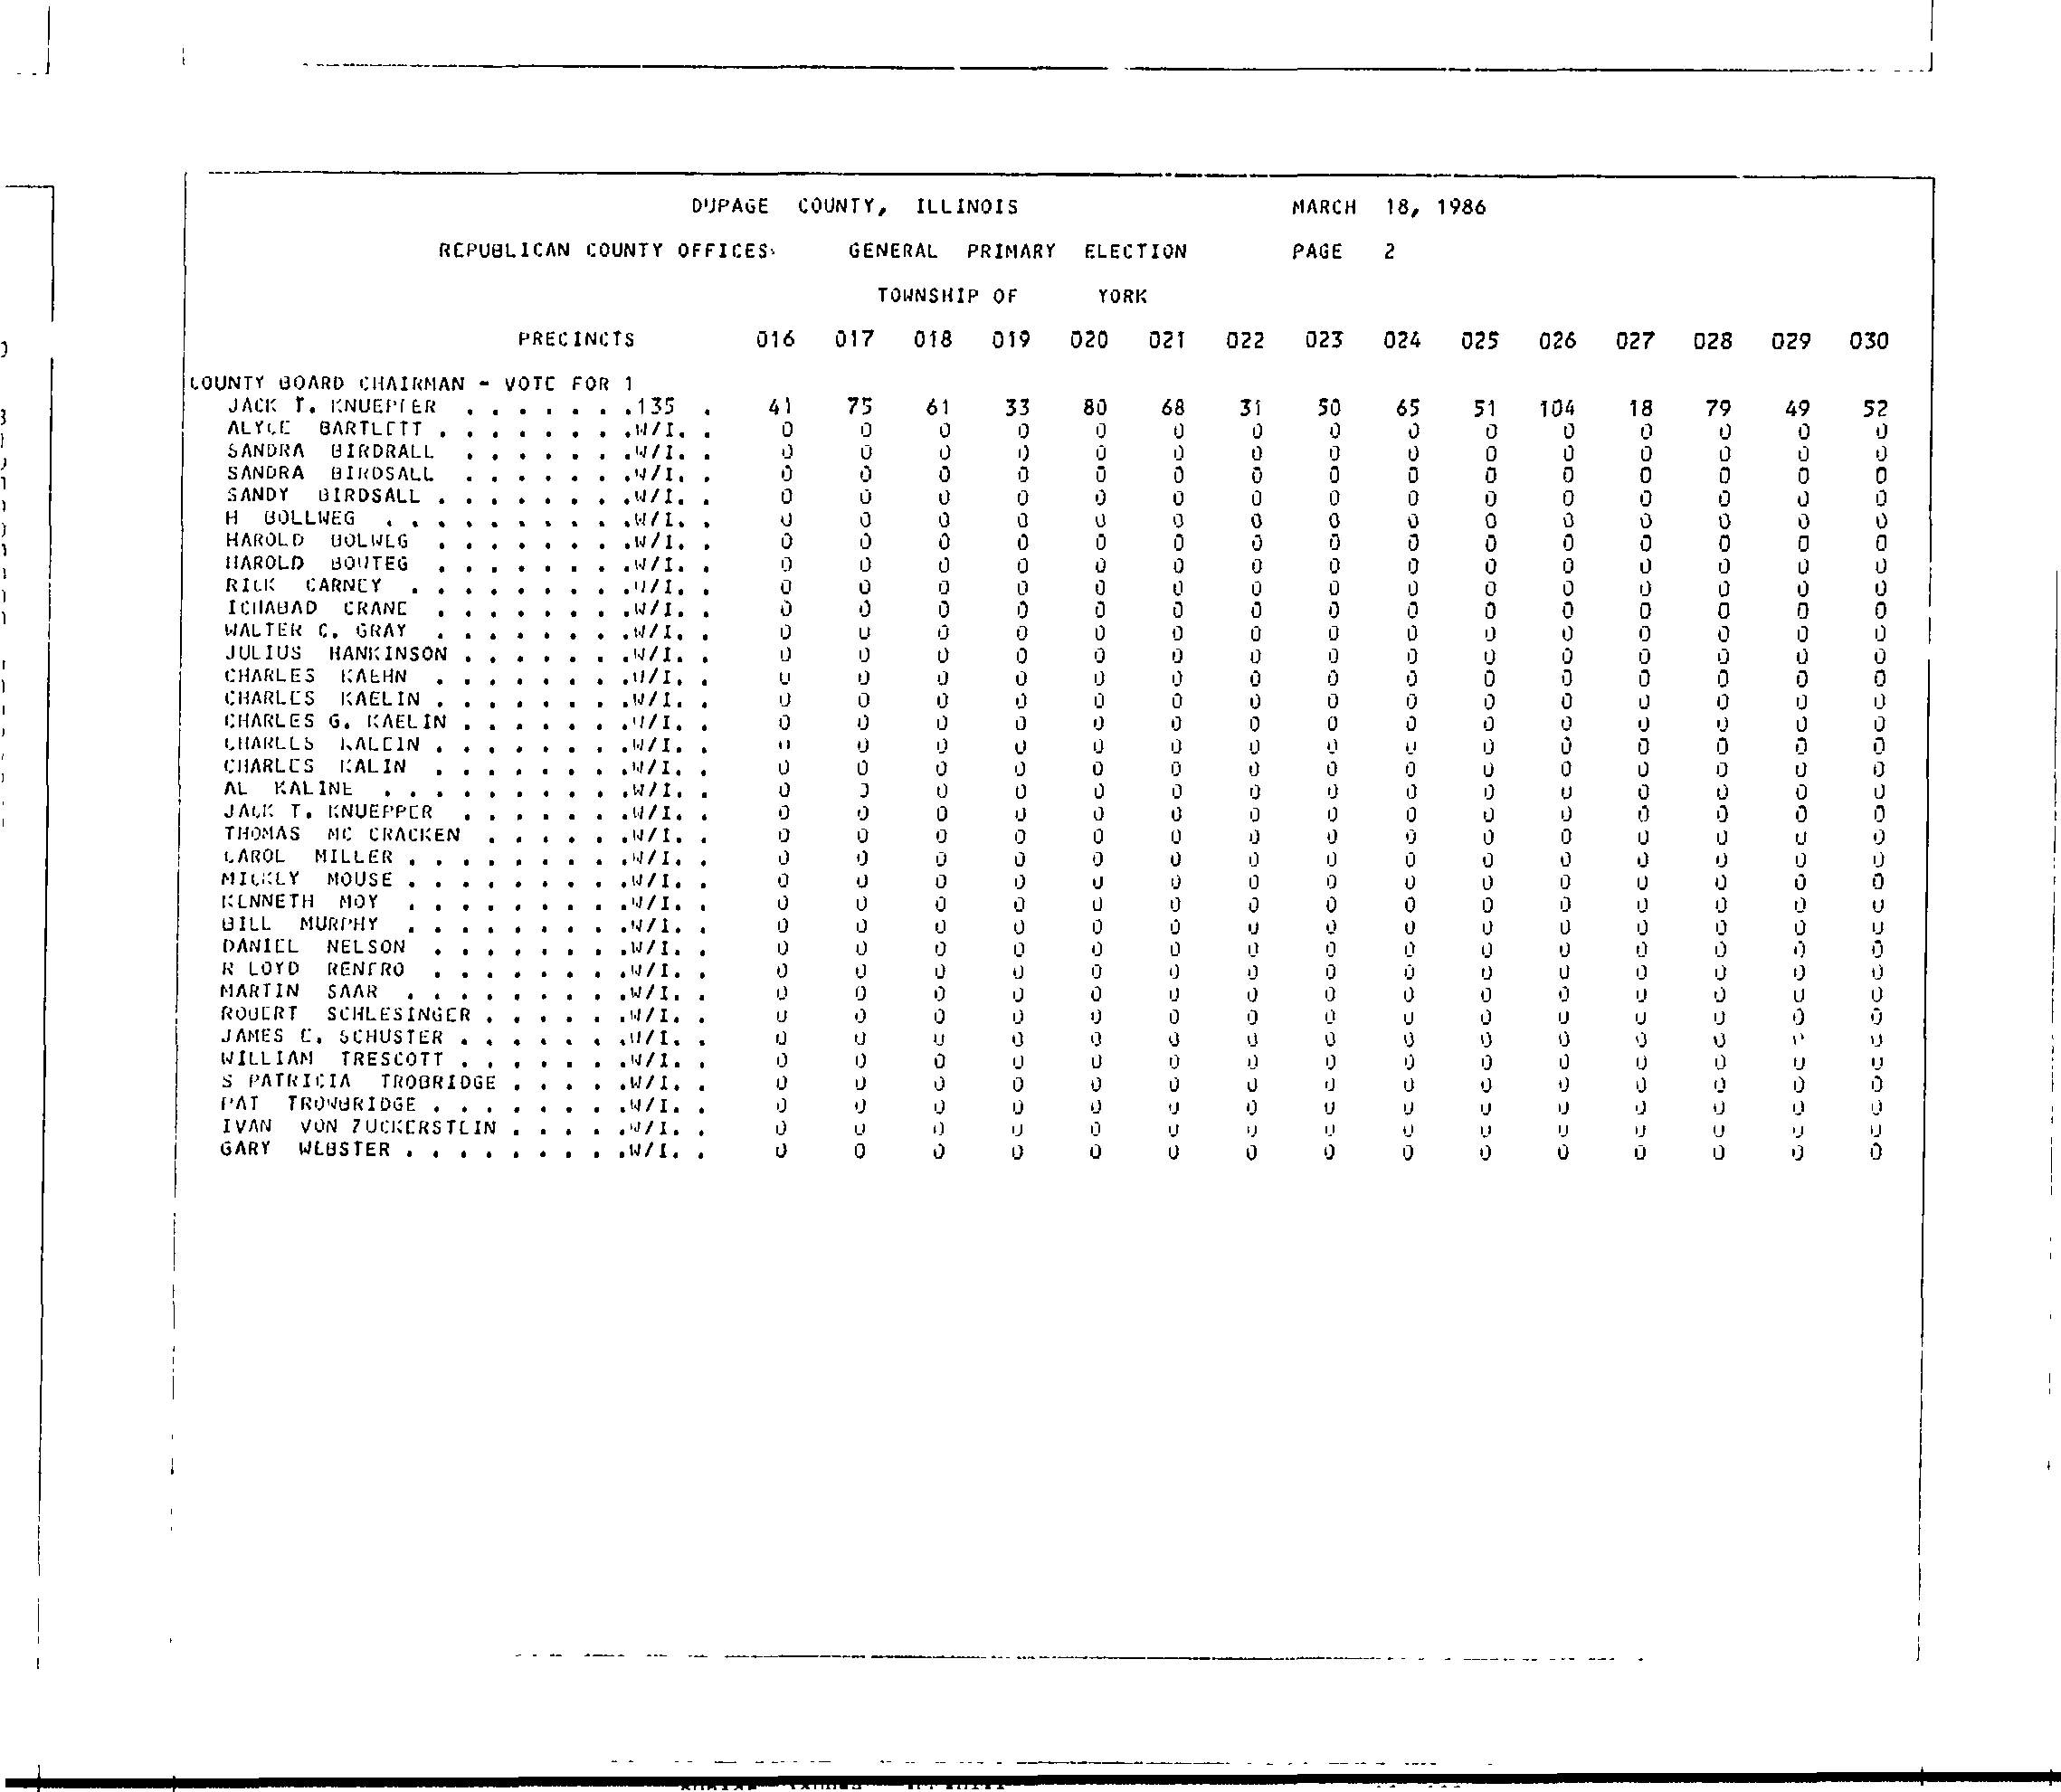 DUPAGE COUNTY, ILLINOIS MARCH 18, 1986
REPUBLICAN COUNTY OFFICES GENERAL PRIMARY ELECTION PAGE 2
TOWNSHIP OF YORK
PRECINCTS 016 017 018 019 020 021 022 023 024 025 026 027 028 029 030
COUNTY BOARD CHAIRMAN - VOTE FOR 1
JACK T. KNUEPFER . . . . . . .135 . 41 75 61 33 80 68 31 50 65 51 104 18 79 49 52
ALYCE BARTLETT . . . . . . . .W/I. . 0 0 0 0 0 0 0 0 0 0 0 0 0 0 0
SANDRA BIRDRALL . . . . . . .W/I. . 0 0 0 0 0 0 0 0 0 0 0 0 0 0 0
SANDRA BIRDSALL . . . . . . .W/I. . 0 0 0 0 0 0 0 0 0 0 0 0 0 0 0
SANDY BIRDSALL . . . . . . . .W/I. . 0 0 0 0 0 0 0 0 0 0 0 0 0 0 0
H BOLLWEG . . . . . . . . . .W/I. . 0 0 0 0 0 0 0 0 0 0 0 0 0 0 0
HAROLD BOLWEG . . . . . . . .W/I. . 0 0 0 0 0 0 0 0 0 0 0 0 0 0 0
HAROLD BOUTEG . . . . . . . .W/I. . 0 0 0 0 0 0 0 0 0 0 0 0 0 0 0
RICK CARNEY . . . . . . . . .W/I. . 0 0 0 0 0 0 0 0 0 0 0 0 0 0 0
ICHABAD CRANE . . . . . . . .W/I. . 0 0 0 0 0 0 0 0 0 0 0 0 0 0 0
WALTER C. GRAY . . . . . . . .W/I. . 0 0 0 0 0 0 0 0 0 0 0 0 0 0 0
JULIUS HANKINSON . . . . . . .W/I. . 0 0 0 0 0 0 0 0 0 0 0 0 0 0 0
CHARLES KAEHN . . . . . . . .W/I. . 0 0 0 0 0 0 0 0 0 0 0 0 0 0 0
CHARLES KAELIN . . . . . . . .W/I. . 0 0 0 0 0 0 0 0 0 0 0 0 0 0 0
CHARLES G. KAELIN . . . . . . .W/I. . 0 0 0 0 0 0 0 0 0 0 0 0 0 0 0
CHARLES KALEIN . . . . . . . .W/I. . 0 0 0 0 0 0 0 0 0 0 0 0 0 0 0
CHARLES KALIN . . . . . . . .W/I. . 0 0 0 0 0 0 0 0 0 0 0 0 0 0 0
AL KALINE . . . . . . . . . .W/I. . 0 0 0 0 0 0 0 0 0 0 0 0 0 0 0
JACK T. KNUEPPER . . . . . . .W/I. . 0 0 0 0 0 0 0 0 0 0 0 0 0 0 0
THOMAS MC CRACKEN . . . . . .W/I. . 0 0 0 0 0 0 0 0 0 0 0 0 0 0 0
CAROL MILLER . . . . . . . . .W/I. . 0 0 0 0 0 0 0 0 0 0 0 0 0 0 0
MICKEY MOUSE . . . . . . . . .W/I. . 0 0 0 0 0 0 0 0 0 0 0 0 0 0 0
KENNETH MOY . . . . . . . . .W/I. . 0 0 0 0 0 0 0 0 0 0 0 0 0 0 0
BILL MURPHY . . . . . . . . .W/I. . 0 0 0 0 0 0 0 0 0 0 0 0 0 0 0
DANIEL NELSON . . . . . . . .W/I. . 0 0 0 0 0 0 0 0 0 0 0 0 0 0 0
R LOYD RENFRO . . . . . . . .W/I. . 0 0 0 0 0 0 0 0 0 0 0 0 0 0 0
MARTIN SAAR . . . . . . . . .W/I. . 0 0 0 0 0 0 0 0 0 0 0 0 0 0 0
ROBERT SCHLESINGER . . . . . .W/I. . 0 0 0 0 0 0 0 0 0 0 0 0 0 0 0
JAMES E. SCHUSTER . . . . . . .W/I. . 0 0 0 0 0 0 0 0 0 0 0 0 0 0 0
WILLIAM TRESCOTT . . . . . . .W/I. . 0 0 0 0 0 0 0 0 0 0 0 0 0 0 0
S PATRICIA TROBRIDGE . . . . .W/I. . 0 0 0 0 0 0 0 0 0 0 0 0 0 0 0
PAT TROWBRIDGE . . . . . . . .W/I. . 0 0 0 0 0 0 0 0 0 0 0 0 0 0 0
IVAN VON ZUCKERSTEIN . . . . .W/I. . 0 0 0 0 0 0 0 0 0 0 0 0 0 0 0
GARY WEBSTER . . . . . . . . .W/I. . 0 0 0 0 0 0 0 0 0 0 0 0 0 0 0